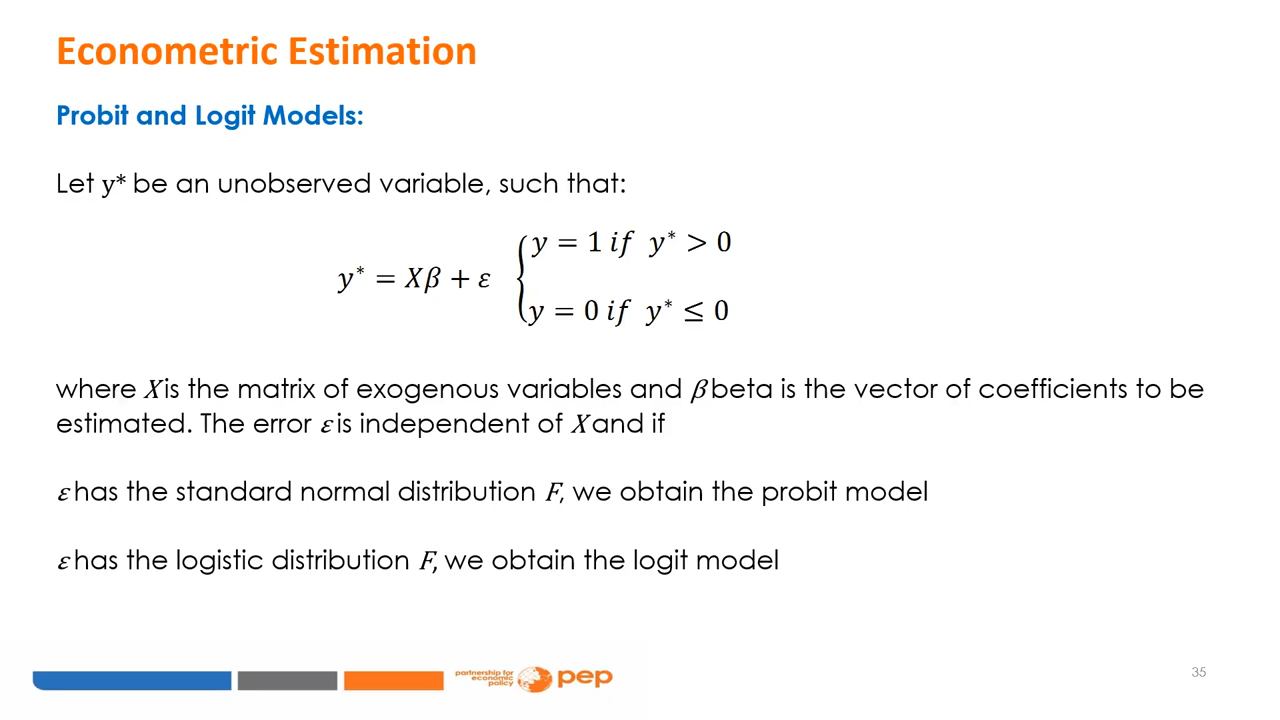 Econometric Estimation
Probit and Logit Models:
Let y* be an unobserved variable, such that:
y = 1 if y* > 0
y* = Xβ + ε
y = 0 if y* ≤ 0
where X is the matrix of exogenous variables and β beta is the vector of coefficients to be
estimated. The error ε is independent of X and if
ε has the standard normal distribution F, we obtain the probit model
ε has the logistic distribution F, we obtain the logit model
partnership for
economic
policy
pep
35